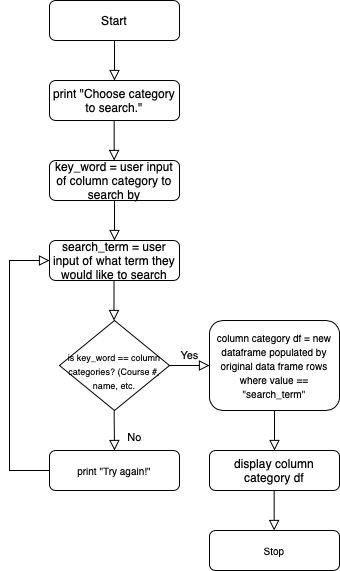 Start
print "Choose category
to search."
key_word = user input
of column category to
search by
search_term = user
input of what term they
would like to search
is key_word == column
categories? (Course #,
name, etc.
Yes
column category df = new
dataframe populated by
original data frame rows
where value ==
"search_term"
No
print "Try again!"
display column
category df
Stop